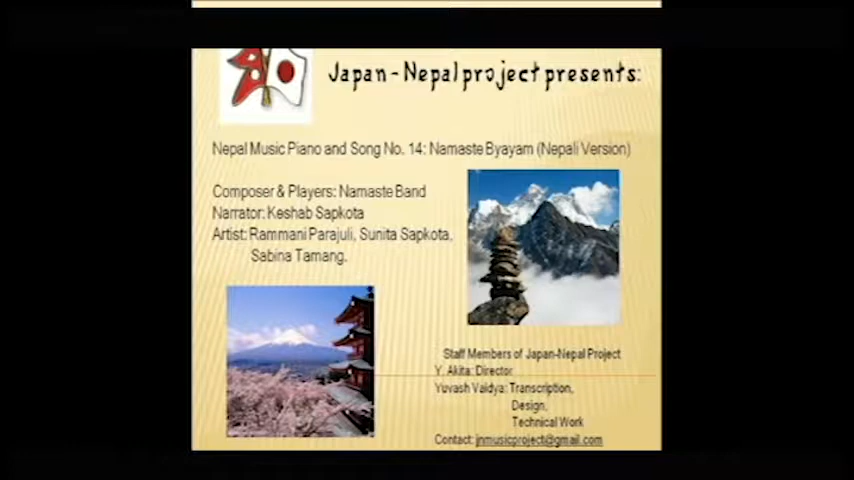 Japan - Nepal project presents:
Nepal Music Piano and Song No. 14: Namaste Byayam (Nepali Version)
Composer & Players: Namaste Band
Narrator: Keshab Sapkota
Artist: Rammani Parajuli, Sunita Sapkota,
Sabina Tamang.
Staff Members of Japan-Nepal Project
Y. Akita: Director
Yuvash Vaidya: Transcription,
Design,
Technical Work
Contact: jnmusicproject@gmail.com